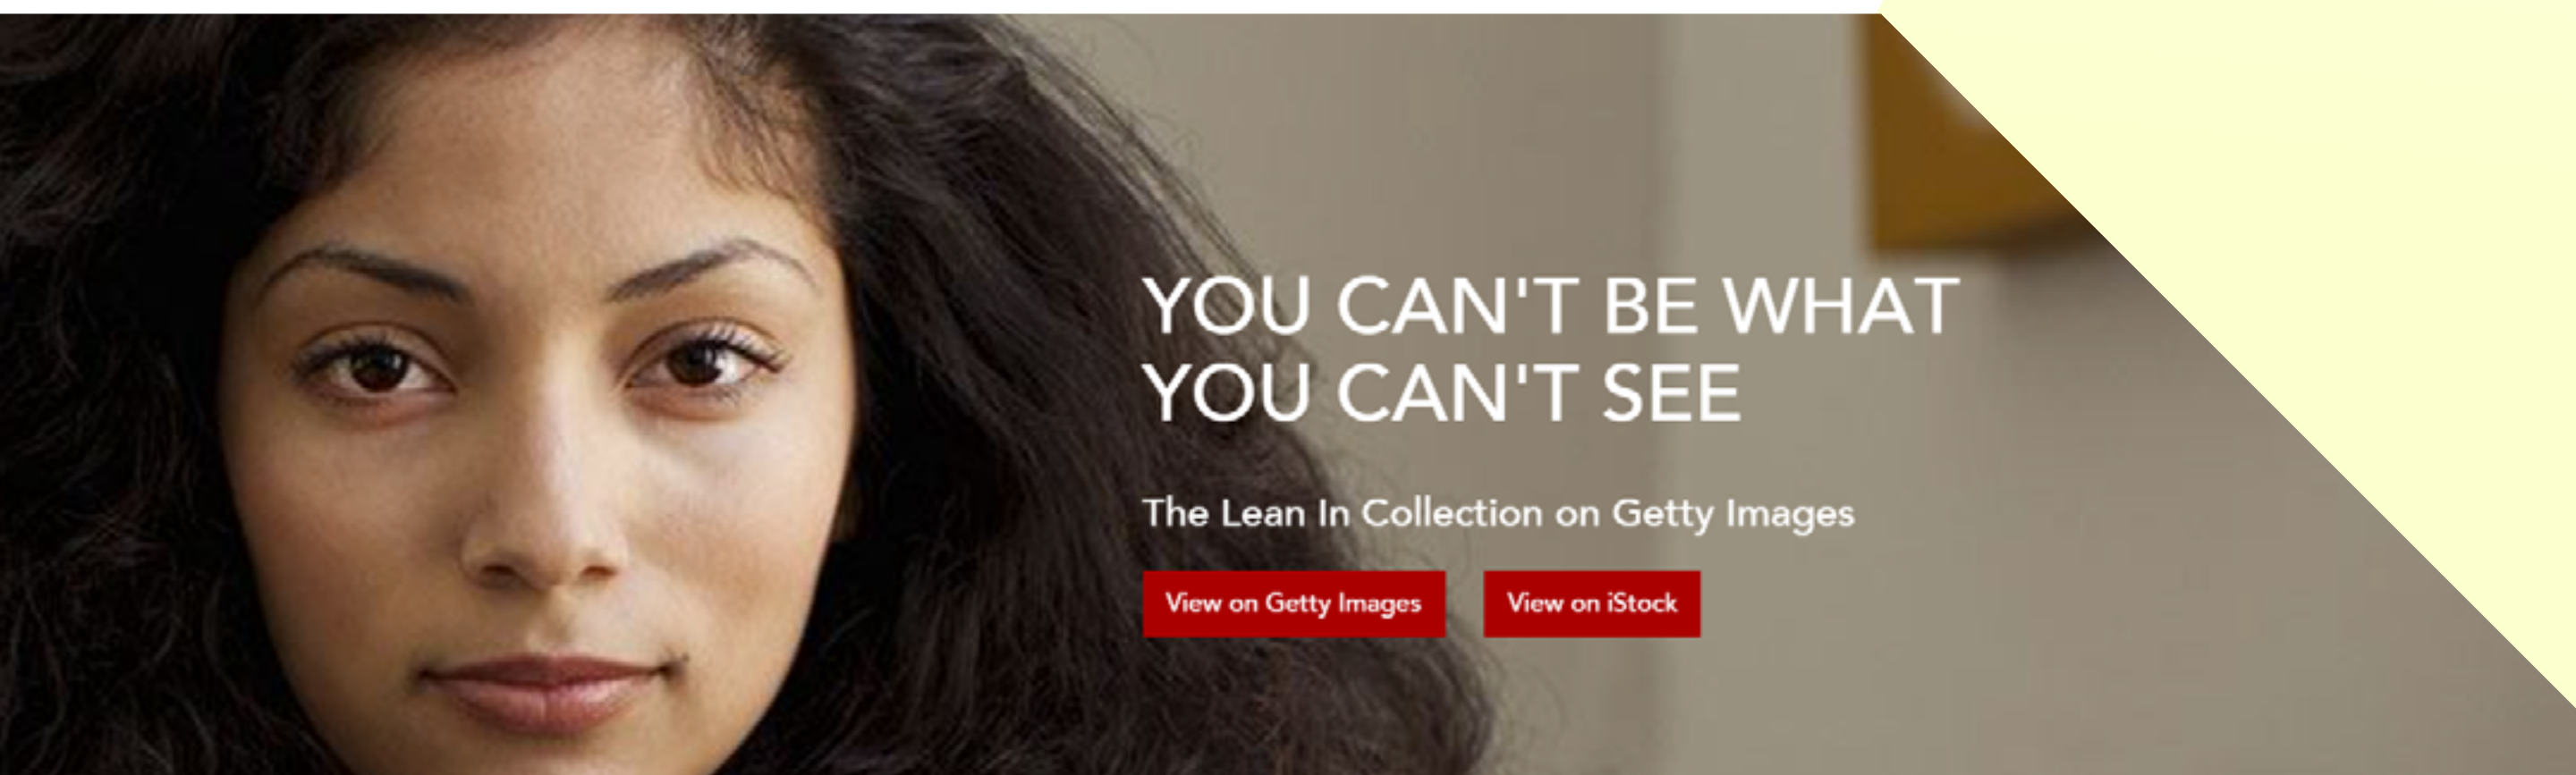 YOU CAN'T BE WHAT
YOU CAN'T SEE
The Lean In Collection on Getty Images
View on Getty Images
View on iStock